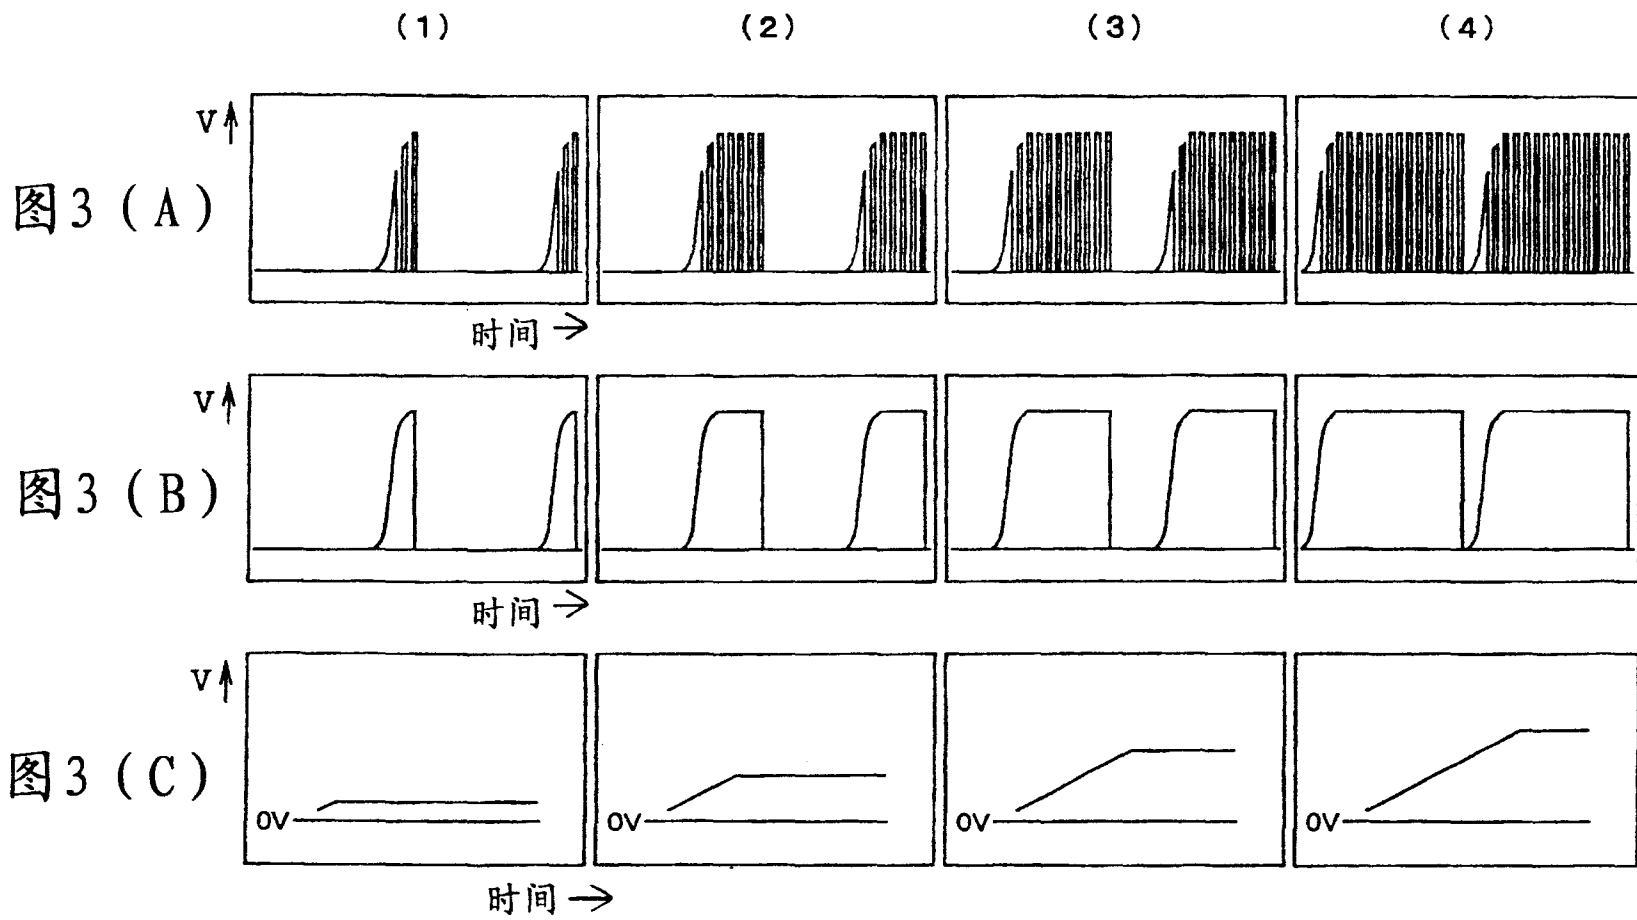 (1) (2) (3) (4)
V↑
图3(A)
时间→
V↑
图3(B)
时间→
V↑
图3(C)
0V 0V 0V 0V
时间→